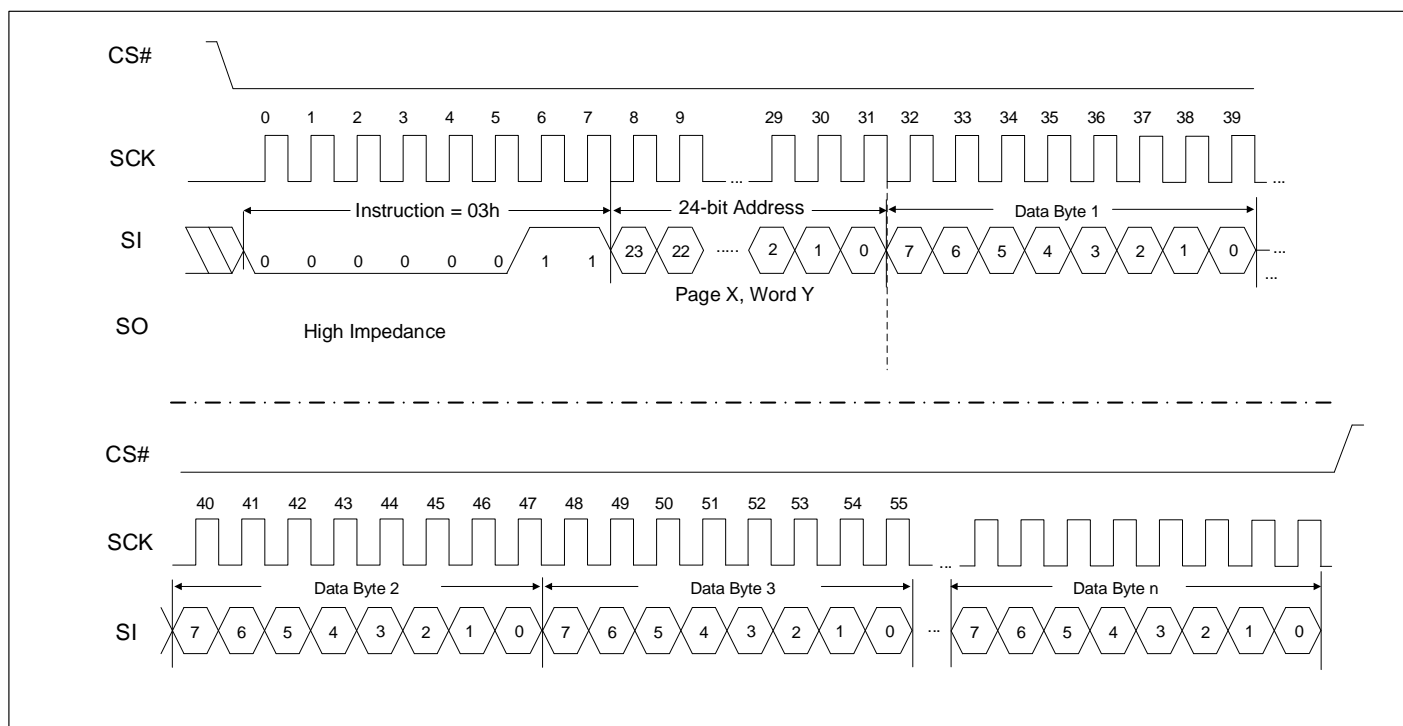 CS#
0 1 2 3 4 5 6 7 8 9 29 30 31 32 33 34 35 36 37 38 39
SCK
... ...
Instruction = 03h 24-bit Address Data Byte 1
SI
0 0 0 0 0 0 1 1 23 22 ..... 2 1 0 7 6 5 4 3 2 1 0 ...
...
Page X, Word Y
SO
High Impedance
CS#
40 41 42 43 44 45 46 47 48 49 50 51 52 53 54 55
SCK
...
Data Byte 2 Data Byte 3 Data Byte n
SI
7 6 5 4 3 2 1 0 7 6 5 4 3 2 1 0 ... 7 6 5 4 3 2 1 0